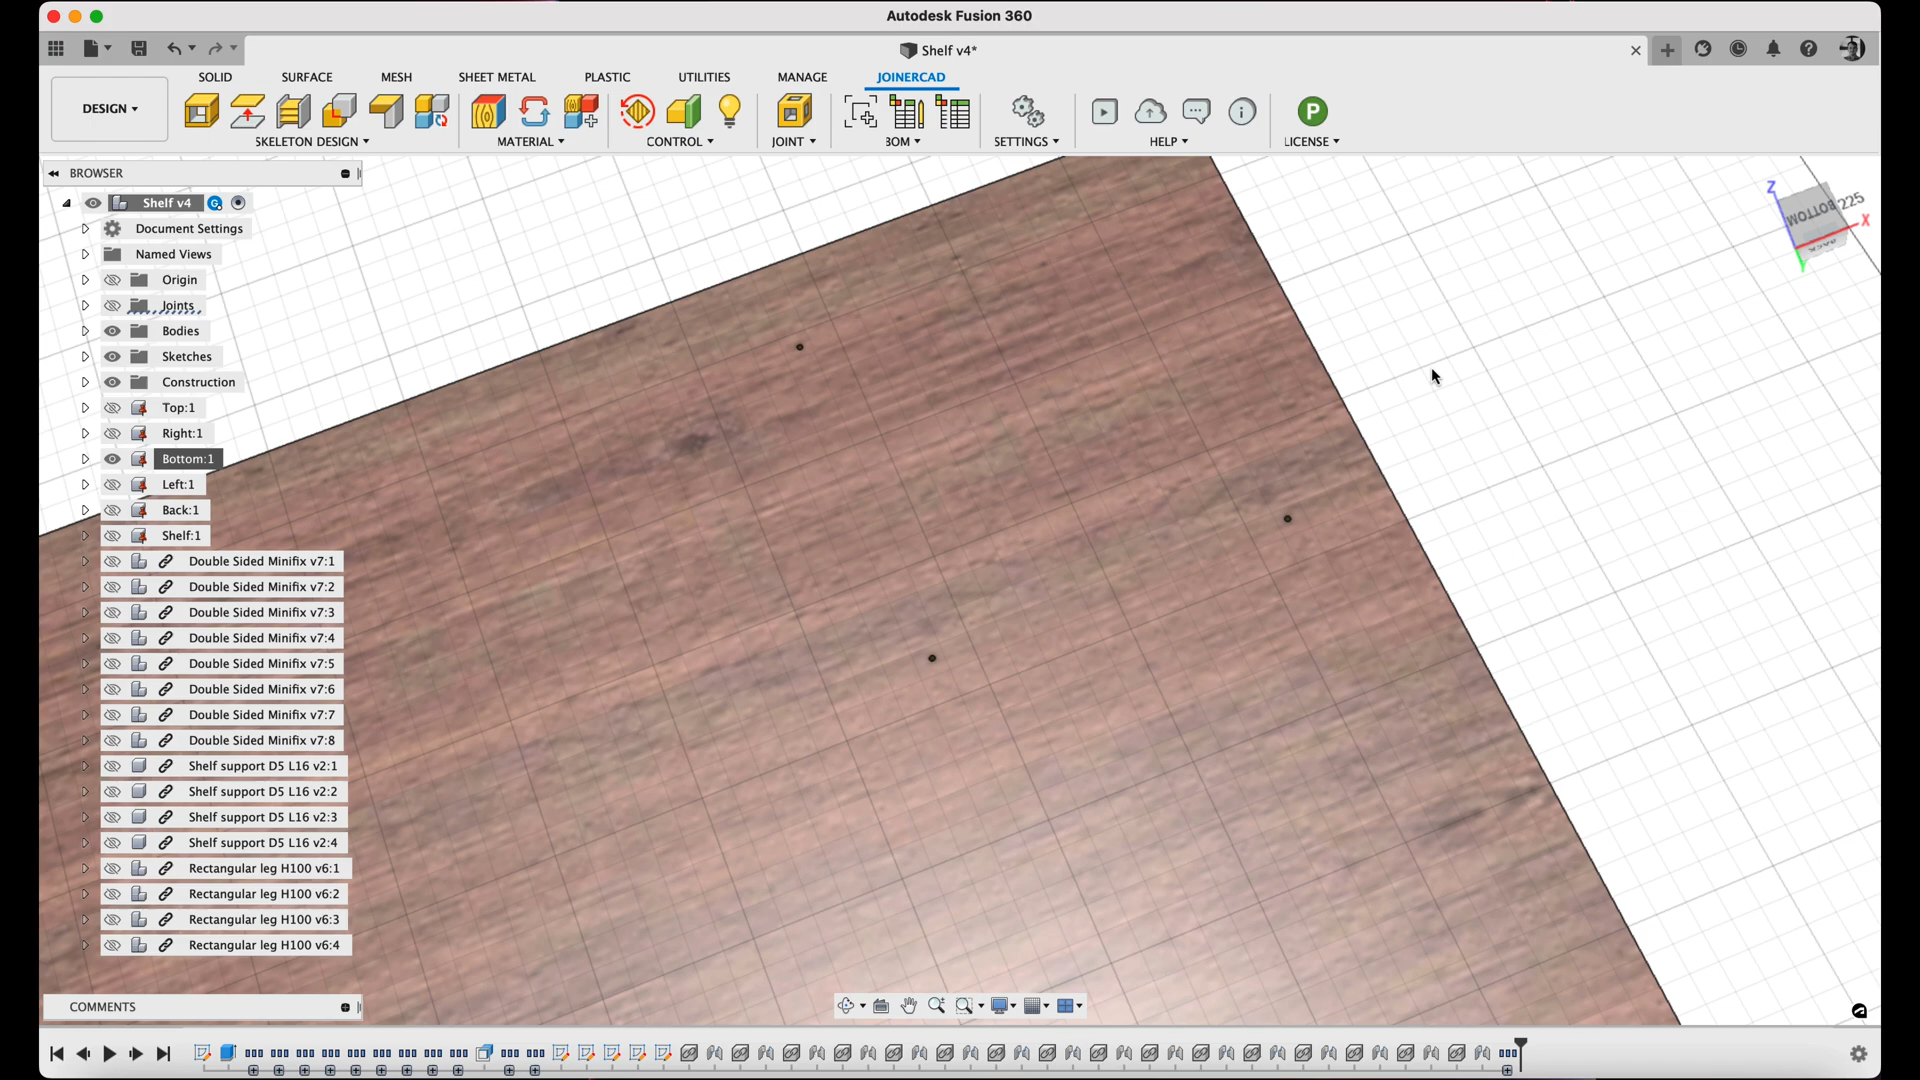 Autodesk Fusion 360
Shelf v4*
DESIGN
SOLID
SURFACE
MESH
SHEET METAL
PLASTIC
UTILITIES
MANAGE
JOINERCAD
SKELETON DESIGN
MATERIAL
CONTROL
JOINT
BOM
SETTINGS
HELP
P
LICENSE
BROWSER
Shelf v4
Document Settings
Named Views
Origin
Joints
Bodies
Sketches
Construction
Top:1
Right:1
Bottom:1
Left:1
Back:1
Shelf:1
Double Sided Minifix v7:1
Double Sided Minifix v7:2
Double Sided Minifix v7:3
Double Sided Minifix v7:4
Double Sided Minifix v7:5
Double Sided Minifix v7:6
Double Sided Minifix v7:7
Double Sided Minifix v7:8
Shelf support D5 L16 v2:1
Shelf support D5 L16 v2:2
Shelf support D5 L16 v2:3
Shelf support D5 L16 v2:4
Rectangular leg H100 v6:1
Rectangular leg H100 v6:2
Rectangular leg H100 v6:3
Rectangular leg H100 v6:4
COMMENTS
Z
BOTTOM
225
X
BACK
Y